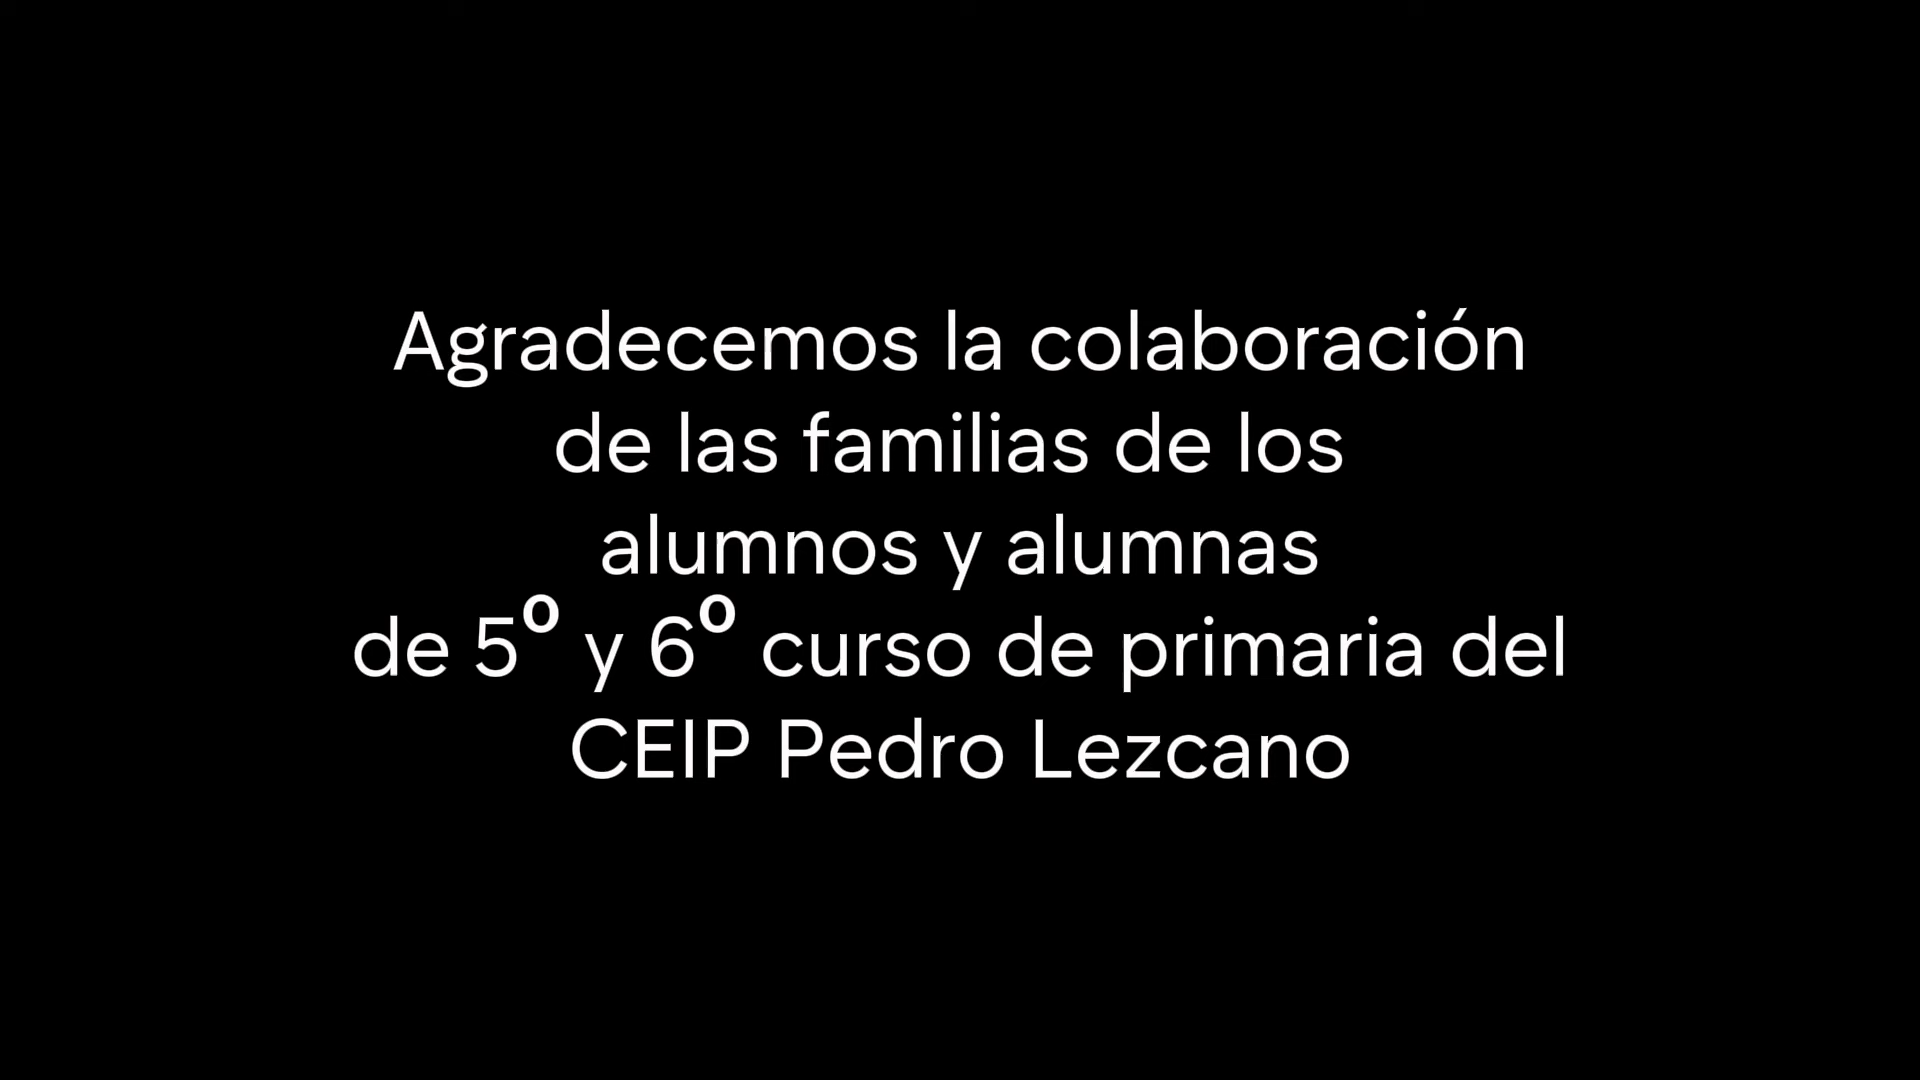 Agradecemos la colaboración
de las familias de los
alumnos y alumnas
de 5º y 6º curso de primaria del
CEIP Pedro Lezcano